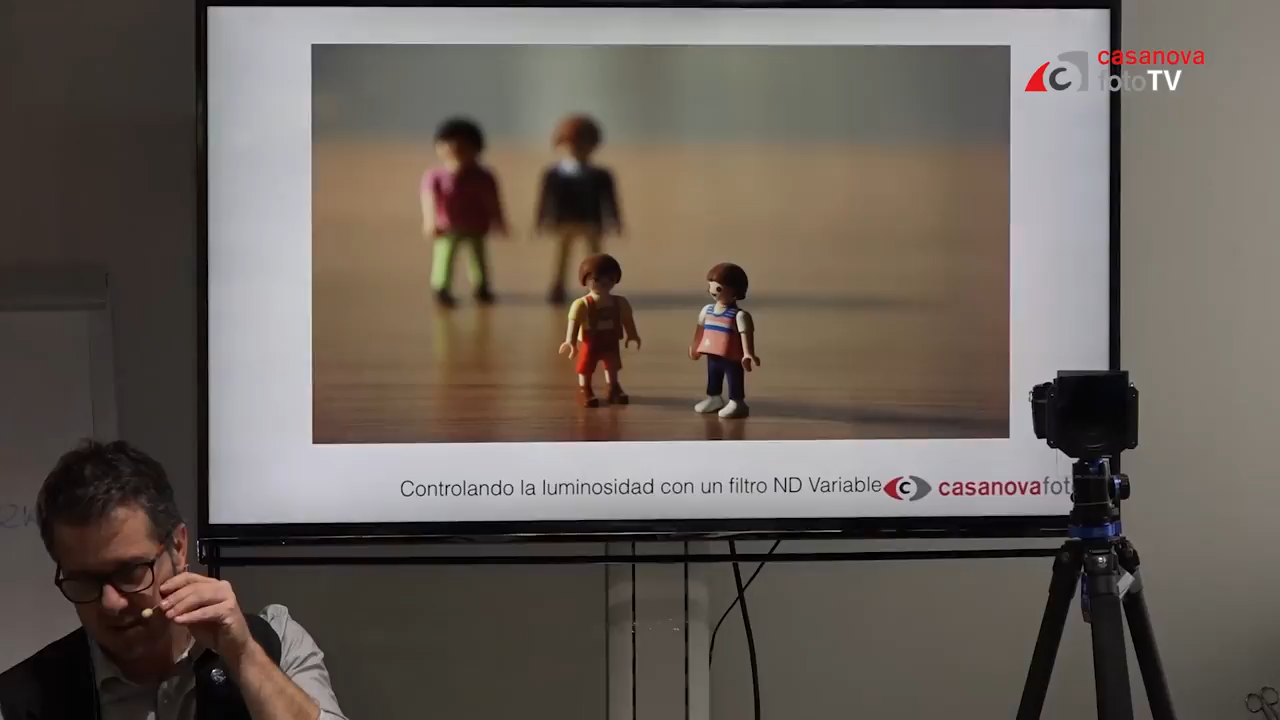 casanova
fotoTV
Controlando la luminosidad con un filtro ND Variable
casanovafot